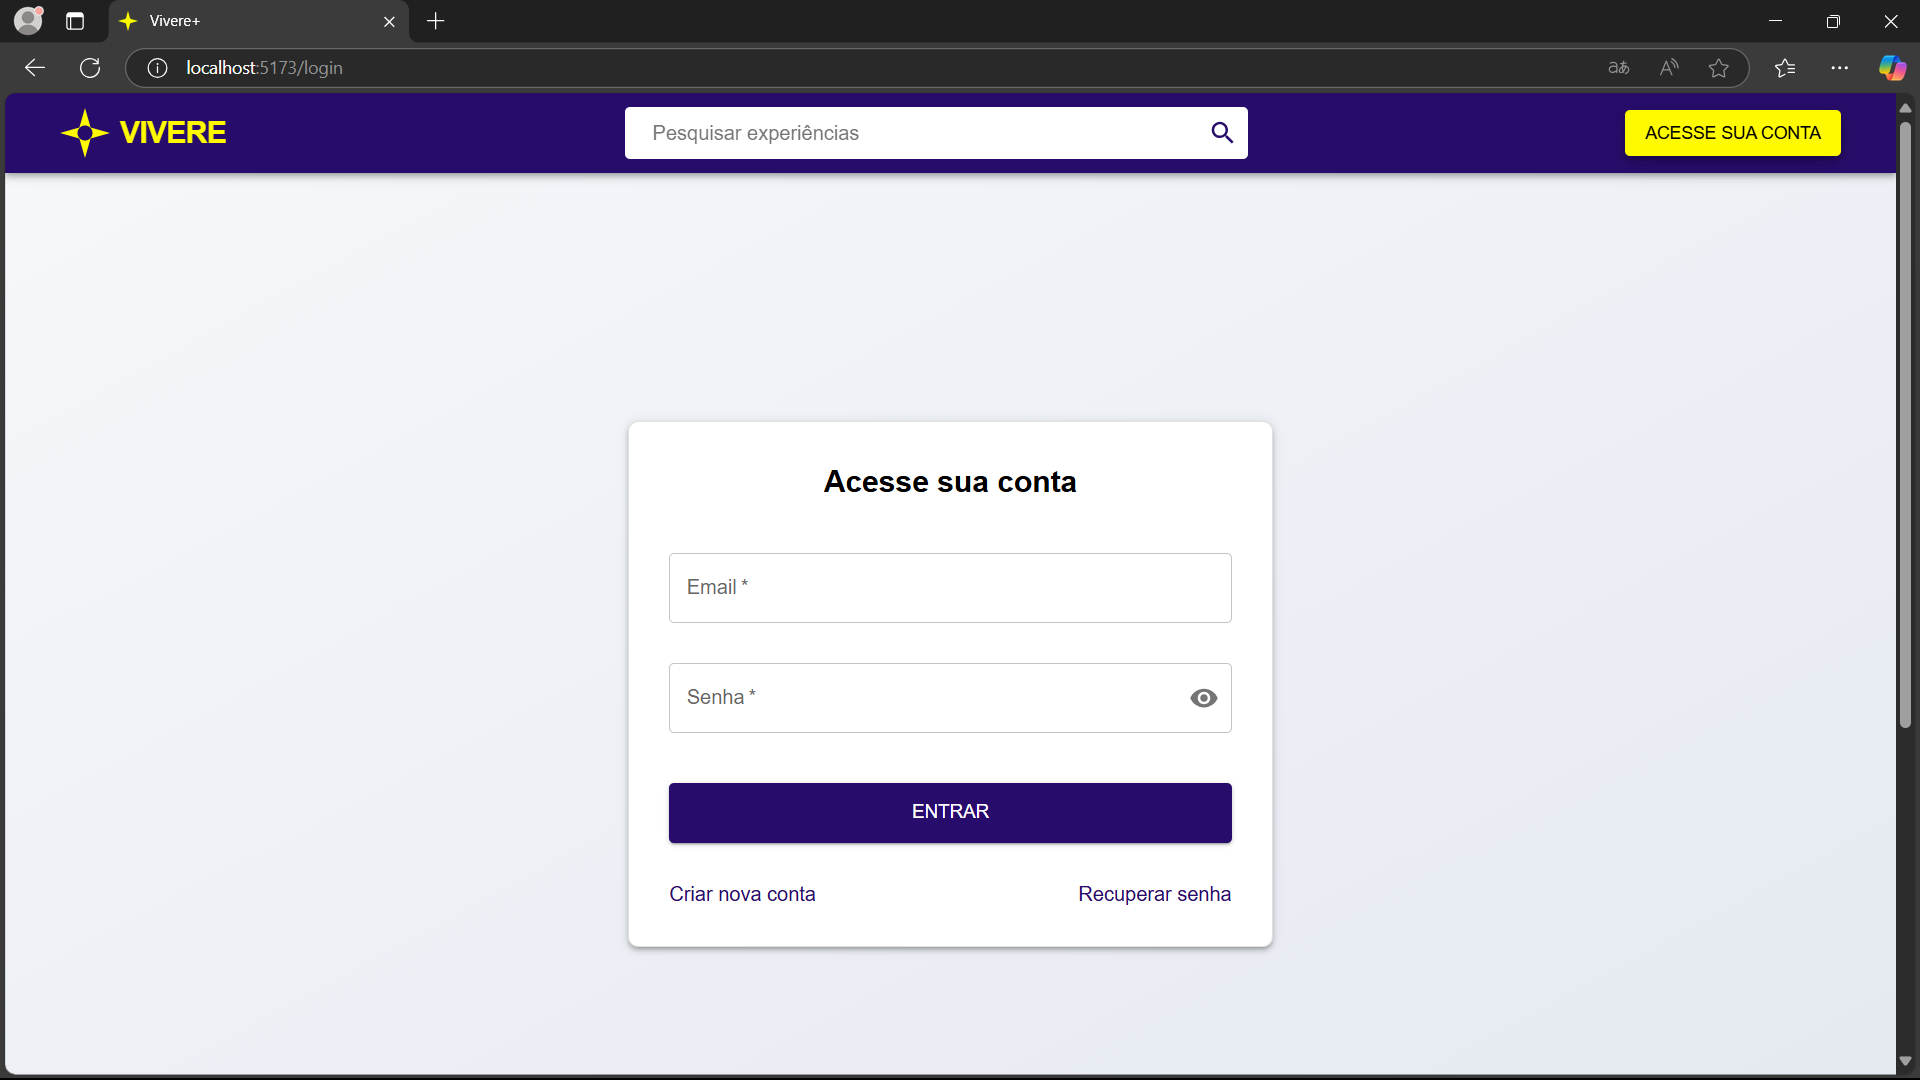 Vivere+
localhost:5173/login
VIVERE
Pesquisar experiências
ACESSE SUA CONTA
Acesse sua conta
Email *
Senha *
ENTRAR
Criar nova conta
Recuperar senha